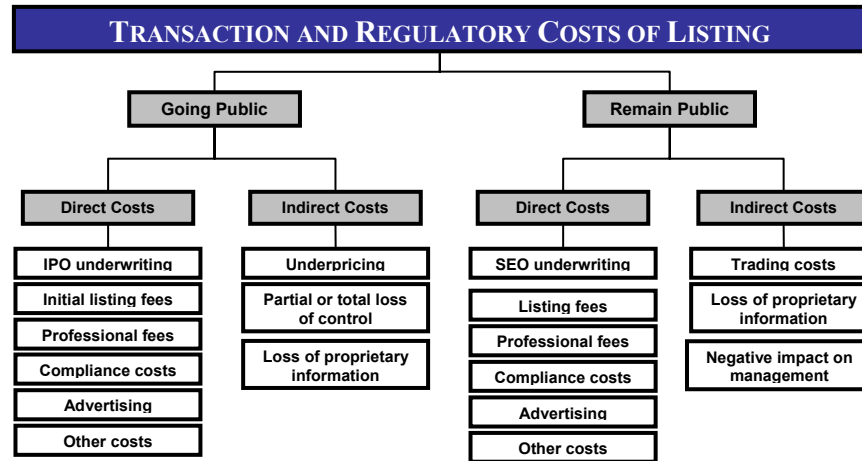 TRANSACTION AND REGULATORY COSTS OF LISTING
Going Public
Remain Public
Direct Costs
Indirect Costs
Direct Costs
Indirect Costs
IPO underwriting
Initial listing fees
Professional fees
Compliance costs
Advertising
Other costs
Underpricing
Partial or total loss
of control
Loss of proprietary
information
SEO underwriting
Listing fees
Professional fees
Compliance costs
Advertising
Other costs
Trading costs
Loss of proprietary
information
Negative impact on
management